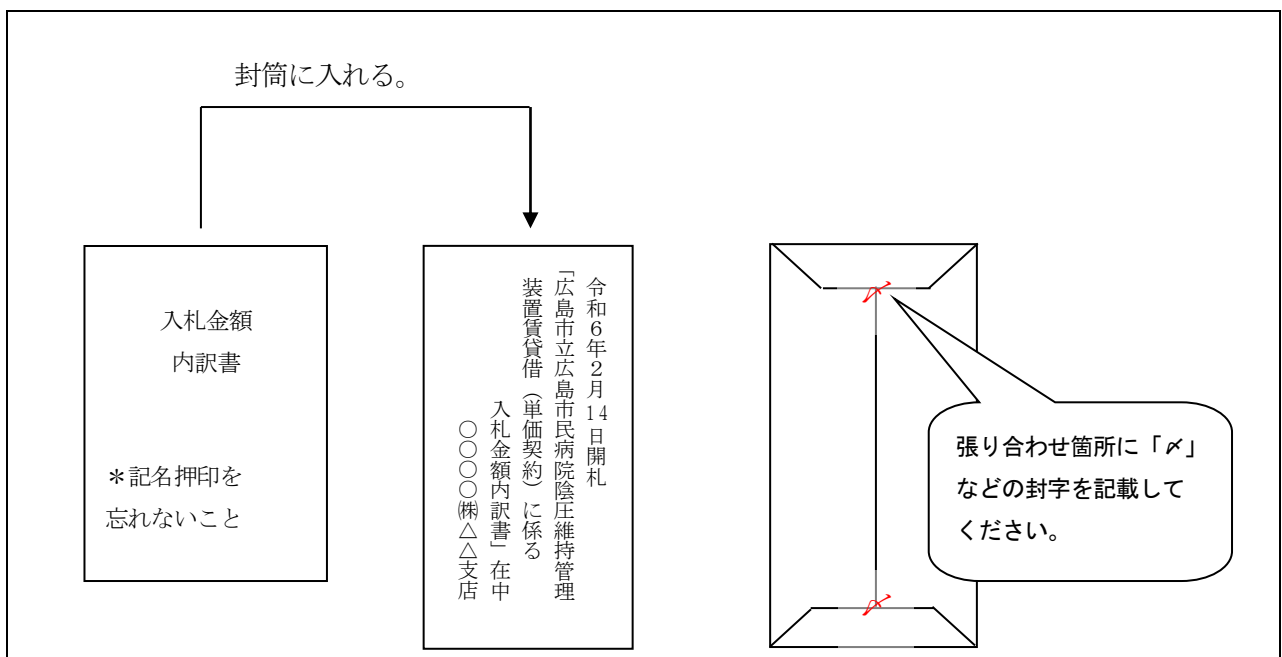 封筒に入れる。
入札金額
内訳書
＊記名押印を
忘れないこと
令和６年２月14日開札
「広島市立広島市民病院陰圧維持管理
装置賃貸借（単価契約）に係る
入札金額内訳書」在中
○○○○㈱△△支店
〆
張り合わせ箇所に「〆」
などの封字を記載して
ください。
〆